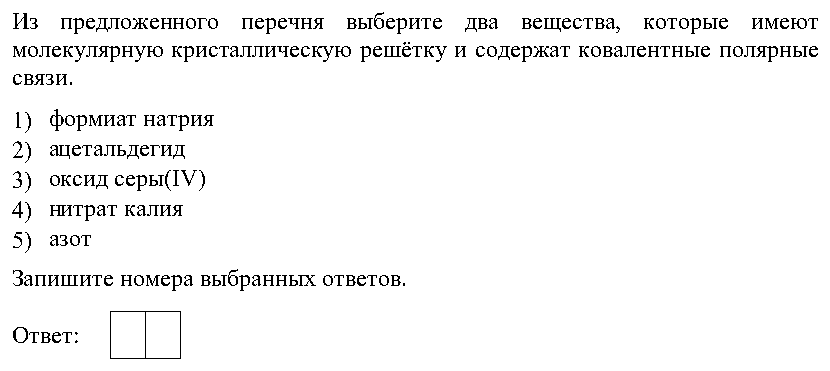 Из предложенного перечня выберите два вещества, которые имеют
молекулярную кристаллическую решётку и содержат ковалентные полярные
связи.
1) формиат натрия
2) ацетальдегид
3) оксид серы(IV)
4) нитрат калия
5) азот
Запишите номера выбранных ответов.
Ответ: